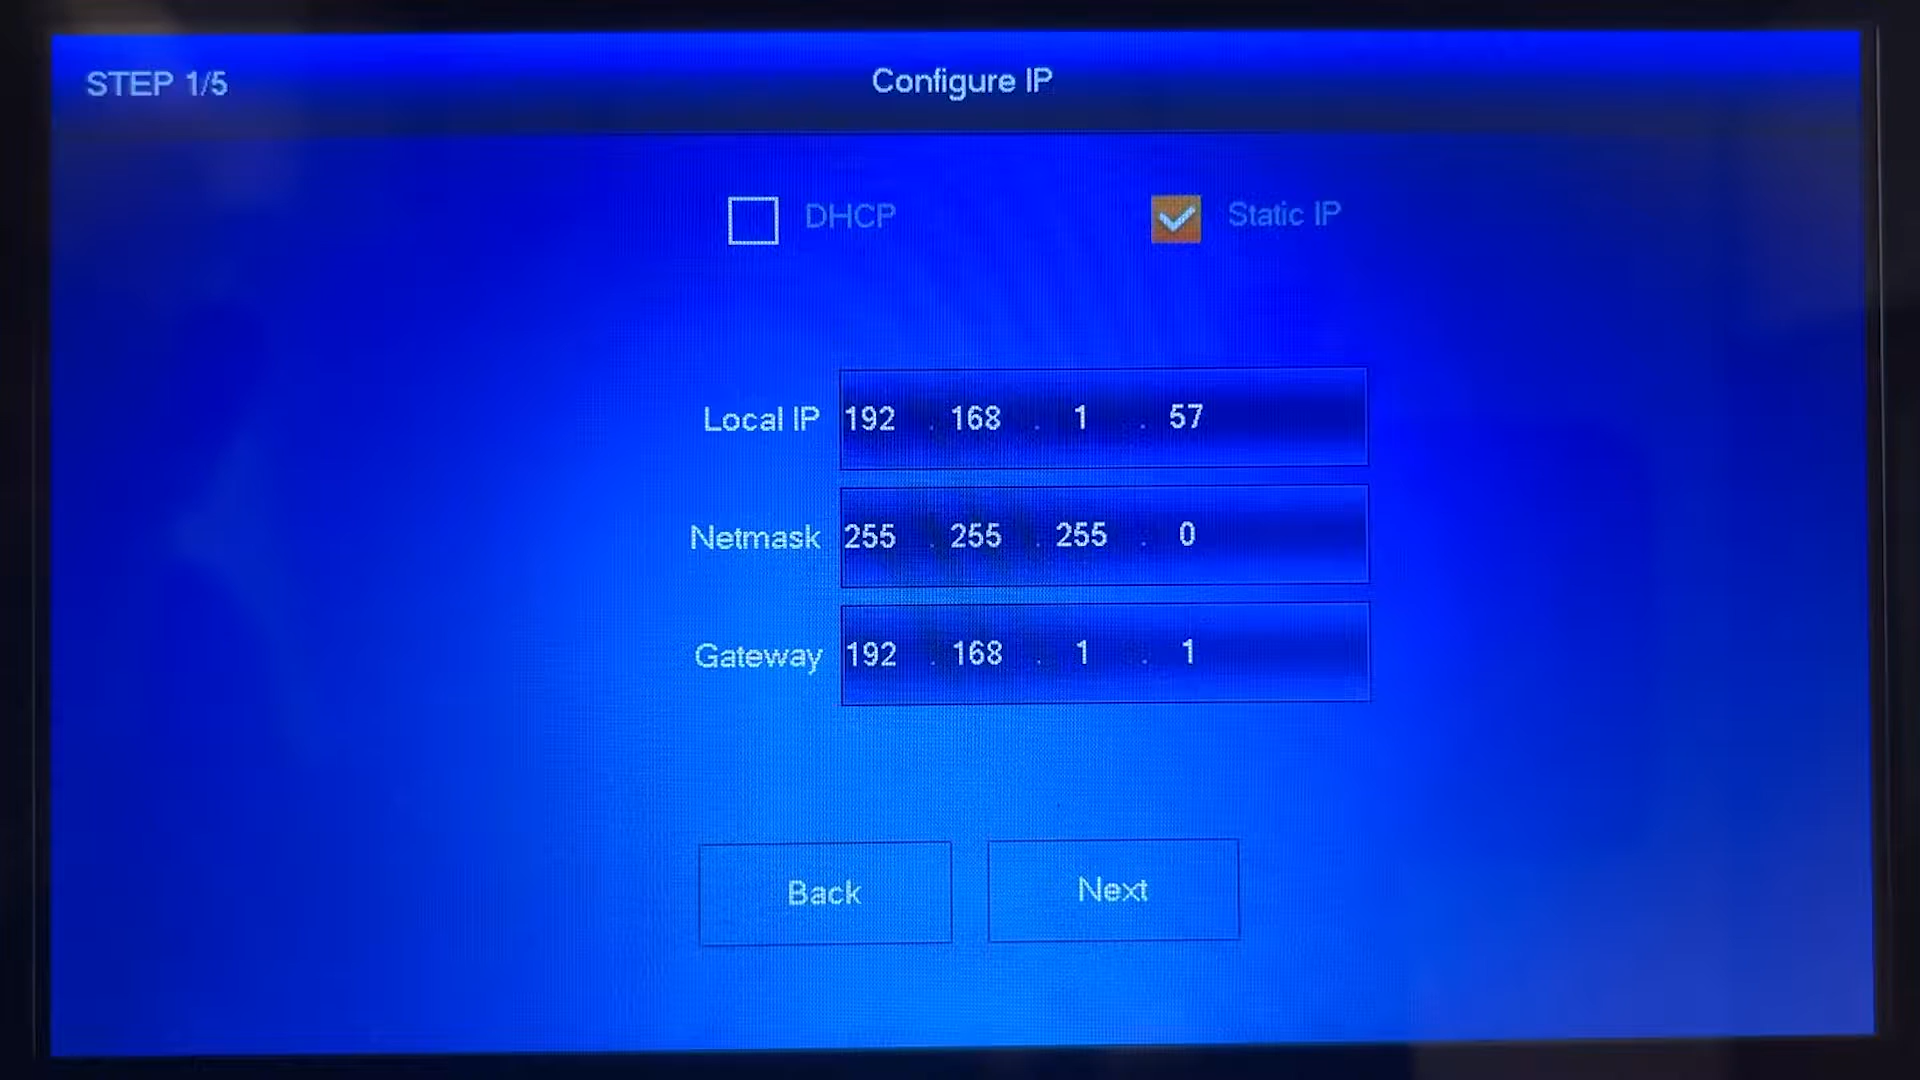 STEP 1/5
Configure IP
DHCP
Static IP
Local IP 192 . 168 . 1 . 57
Netmask 255 . 255 . 255 . 0
Gateway 192 . 168 . 1 . 1
Back
Next